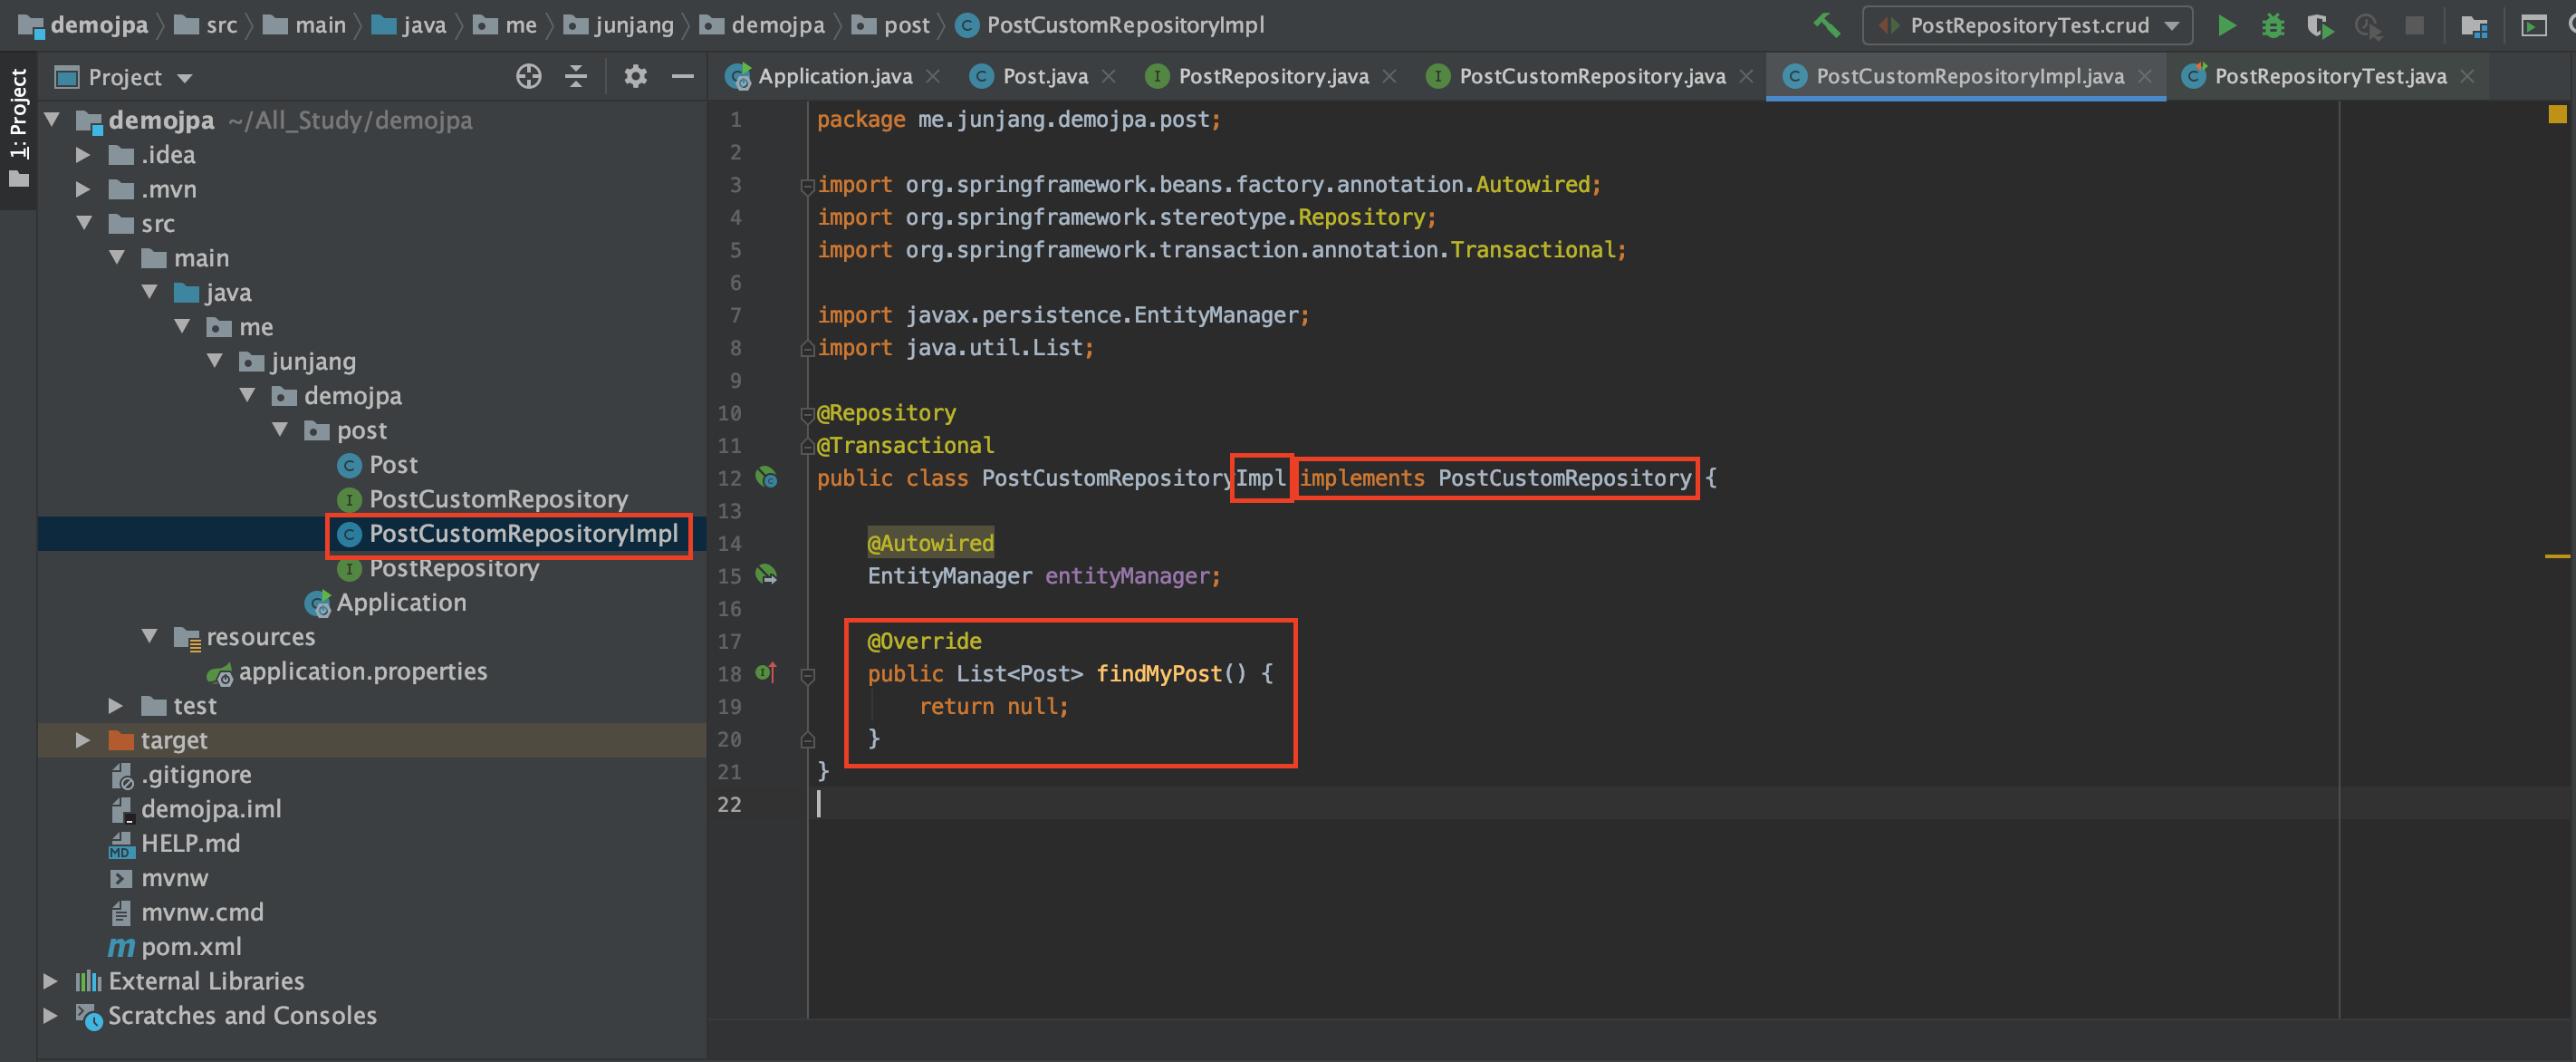 demojpa src main java me junjang demojpa post PostCustomRepositoryImpl PostRepositoryTest.crud
1: Project
Project
Application.java Post.java PostRepository.java PostCustomRepository.java PostCustomRepositoryImpl.java PostRepositoryTest.java
demojpa ~/All_Study/demojpa
.idea
.mvn
src
main
java
me
junjang
demojpa
post
Post
PostCustomRepository
PostCustomRepositoryImpl
PostRepository
Application
resources
application.properties
test
target
.gitignore
demojpa.iml
HELP.md
mvnw
mvnw.cmd
pom.xml
External Libraries
Scratches and Consoles
1 package me.junjang.demojpa.post;
2
3 import org.springframework.beans.factory.annotation.Autowired;
4 import org.springframework.stereotype.Repository;
5 import org.springframework.transaction.annotation.Transactional;
6
7 import javax.persistence.EntityManager;
8 import java.util.List;
9
10 @Repository
11 @Transactional
12 public class PostCustomRepositoryImpl implements PostCustomRepository {
13
14 @Autowired
15 EntityManager entityManager;
16
17 @Override
18 public List<Post> findMyPost() {
19 return null;
20 }
21 }
22